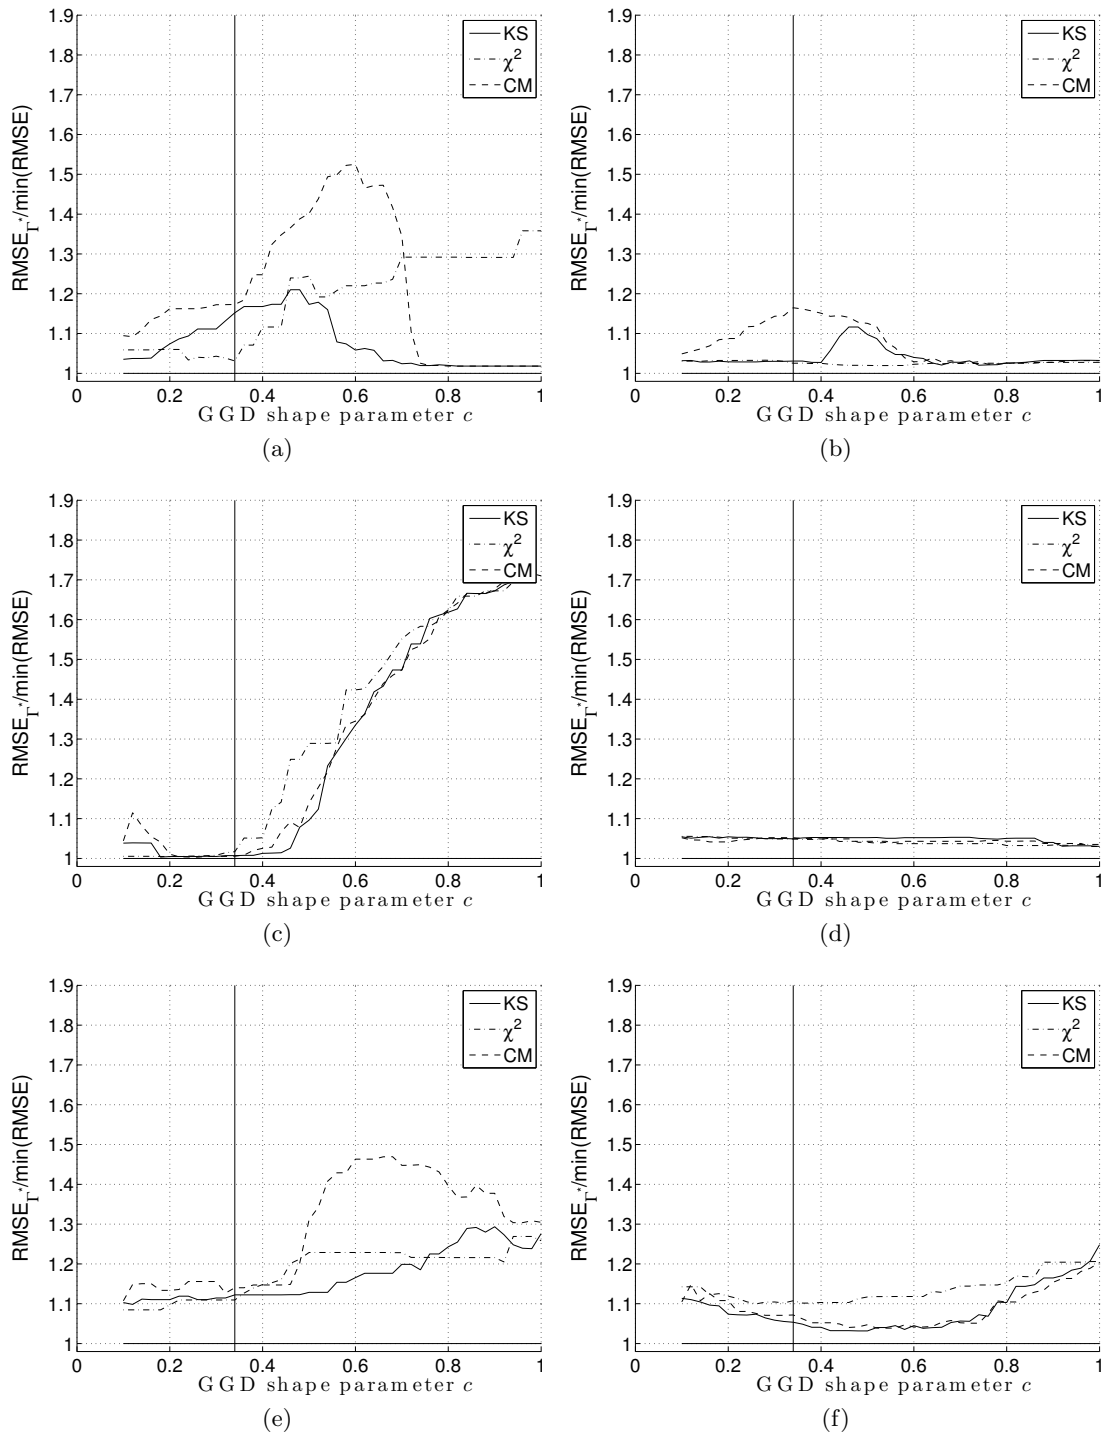 1.9
1.8
1.7
1.6
1.5
1.4
1.3
1.2
1.1
1
RMSE_Γ*/min(RMSE)
KS
χ²
CM
0 0.2 0.4 0.6 0.8 1
GGD shape parameter c
(a)
1.9
1.8
1.7
1.6
1.5
1.4
1.3
1.2
1.1
1
RMSE_Γ*/min(RMSE)
KS
χ²
CM
0 0.2 0.4 0.6 0.8 1
GGD shape parameter c
(b)
1.9
1.8
1.7
1.6
1.5
1.4
1.3
1.2
1.1
1
RMSE_Γ*/min(RMSE)
KS
χ²
CM
0 0.2 0.4 0.6 0.8 1
GGD shape parameter c
(c)
1.9
1.8
1.7
1.6
1.5
1.4
1.3
1.2
1.1
1
RMSE_Γ*/min(RMSE)
KS
χ²
CM
0 0.2 0.4 0.6 0.8 1
GGD shape parameter c
(d)
1.9
1.8
1.7
1.6
1.5
1.4
1.3
1.2
1.1
1
RMSE_Γ*/min(RMSE)
KS
χ²
CM
0 0.2 0.4 0.6 0.8 1
GGD shape parameter c
(e)
1.9
1.8
1.7
1.6
1.5
1.4
1.3
1.2
1.1
1
RMSE_Γ*/min(RMSE)
KS
χ²
CM
0 0.2 0.4 0.6 0.8 1
GGD shape parameter c
(f)